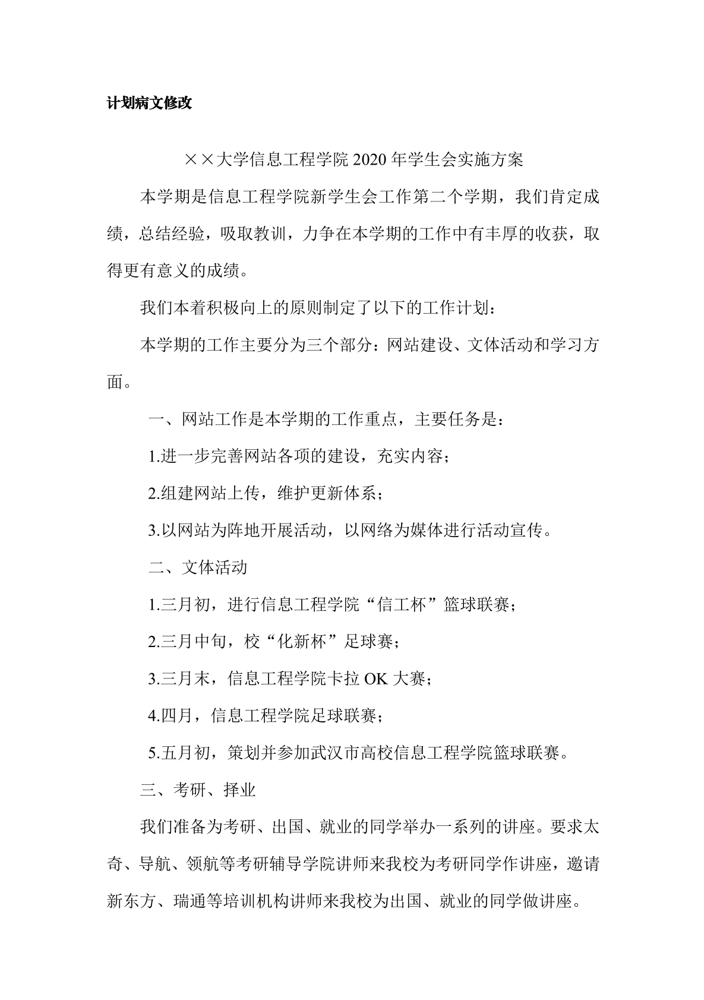 计划病文修改
××大学信息工程学院 2020 年学生会实施方案
本学期是信息工程学院新学生会工作第二个学期，我们肯定成
绩，总结经验，吸取教训，力争在本学期的工作中有丰厚的收获，取
得更有意义的成绩。
我们本着积极向上的原则制定了以下的工作计划：
本学期的工作主要分为三个部分：网站建设、文体活动和学习方
面。
一、网站工作是本学期的工作重点，主要任务是：
1.进一步完善网站各项的建设，充实内容；
2.组建网站上传，维护更新体系；
3.以网站为阵地开展活动，以网络为媒体进行活动宣传。
二、文体活动
1.三月初，进行信息工程学院“信工杯”篮球联赛；
2.三月中旬，校“化新杯”足球赛；
3.三月末，信息工程学院卡拉 OK 大赛；
4.四月，信息工程学院足球联赛；
5.五月初，策划并参加武汉市高校信息工程学院篮球联赛。
三、考研、择业
我们准备为考研、出国、就业的同学举办一系列的讲座。要求太
奇、导航、领航等考研辅导学院讲师来我校为考研同学作讲座，邀请
新东方、瑞通等培训机构讲师来我校为出国、就业的同学做讲座。